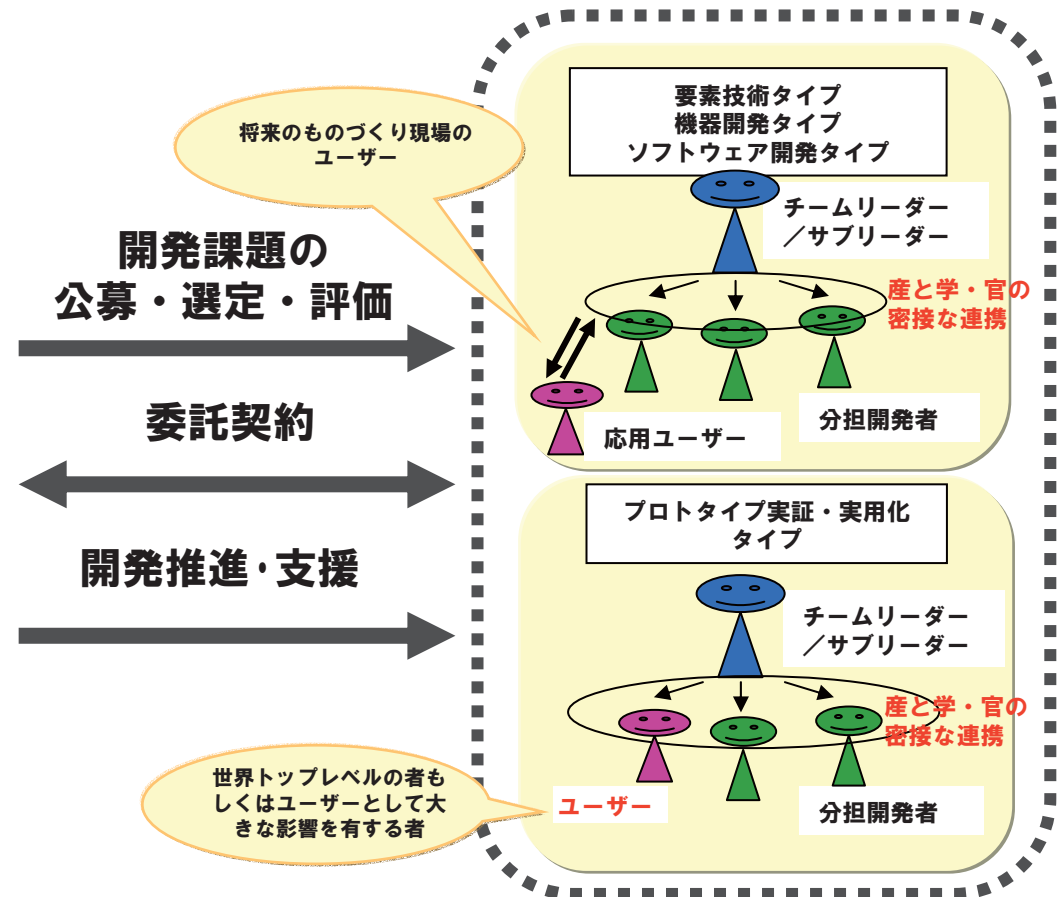 将来のものづくり現場の
ユーザー
開発課題の
公募・選定・評価
委託契約
開発推進・支援
世界トップレベルの者も
しくはユーザーとして大
きな影響を有する者
要素技術タイプ
機器開発タイプ
ソフトウェア開発タイプ
チームリーダー
／サブリーダー
産と学・官の
密接な連携
分担開発者
応用ユーザー
プロトタイプ実証・実用化
タイプ
チームリーダー
／サブリーダー
産と学・官の
密接な連携
ユーザー
分担開発者